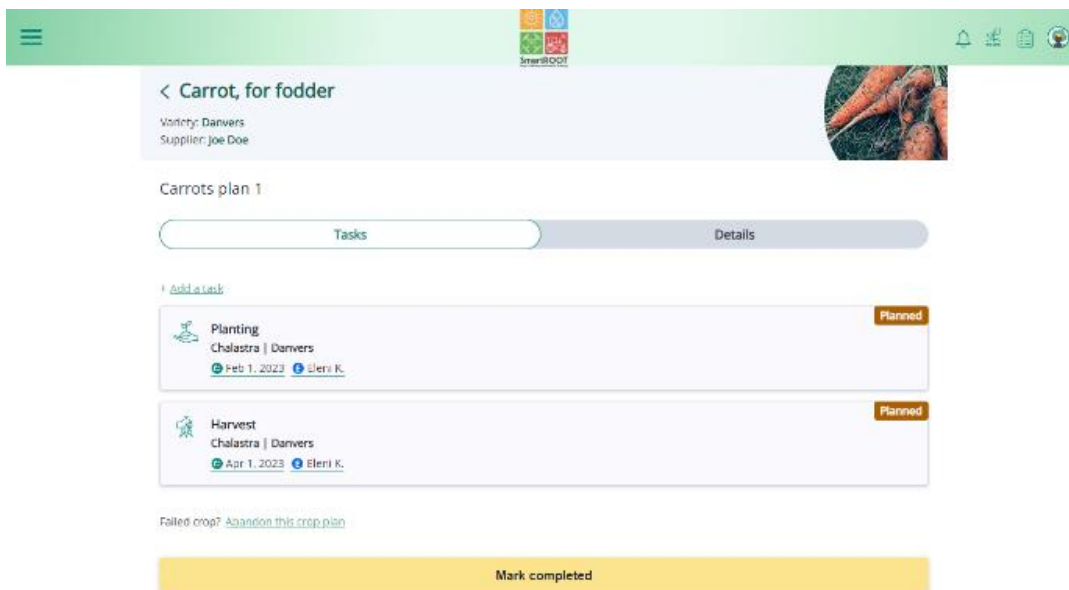 SmartROOT
< Carrot, for fodder
Variety: Danvers
Supplier: Joe Doe
Carrots plan 1
Tasks
Details
+ Add a task
Planned
Planting
Chalastra | Danvers
Feb 1, 2023 Eleni K.
Planned
Harvest
Chalastra | Danvers
Apr 1, 2023 Eleni K.
Failed crop? Abandon this crop plan
Mark completed